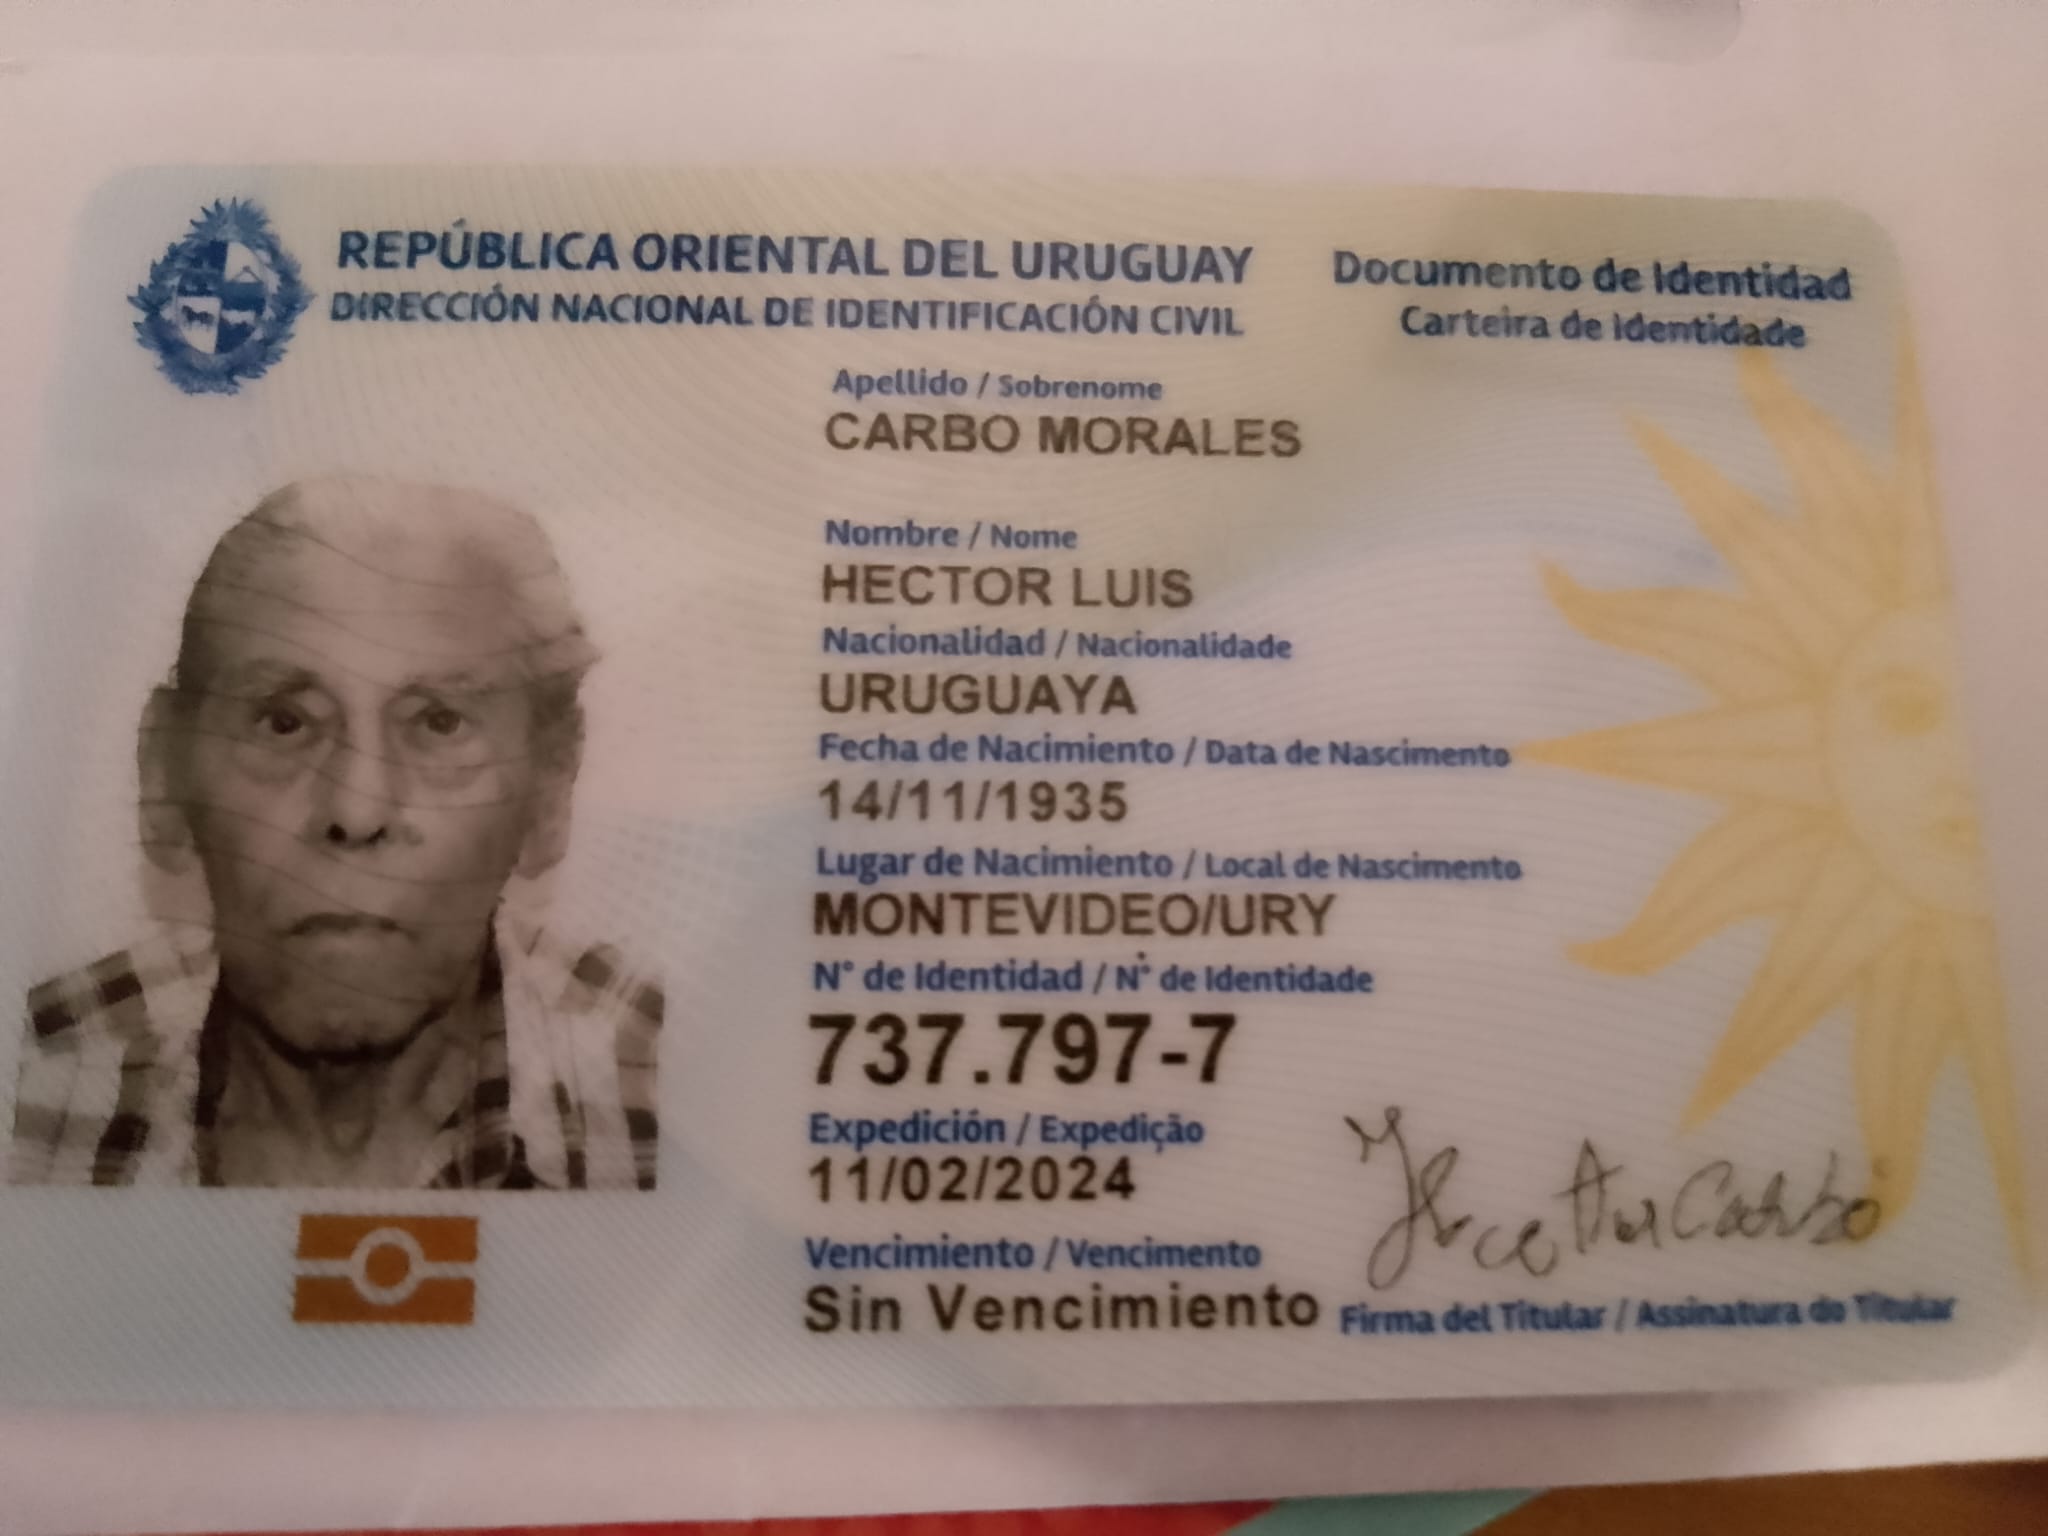 REPÚBLICA ORIENTAL DEL URUGUAY
DIRECCIÓN NACIONAL DE IDENTIFICACIÓN CIVIL
Documento de Identidad
Carteira de Identidade
Apellido / Sobrenome
CARBO MORALES
Nombre / Nome
HECTOR LUIS
Nacionalidad / Nacionalidade
URUGUAYA
Fecha de Nacimiento / Data de Nascimento
14/11/1935
Lugar de Nacimiento / Local de Nascimento
MONTEVIDEO/URY
N° de Identidad / N° de Identidade
737.797-7
Expedición / Expedição
11/02/2024
Vencimiento / Vencimento
Sin Vencimiento
Hector Carbo
Firma del Titular / Assinatura do Titular